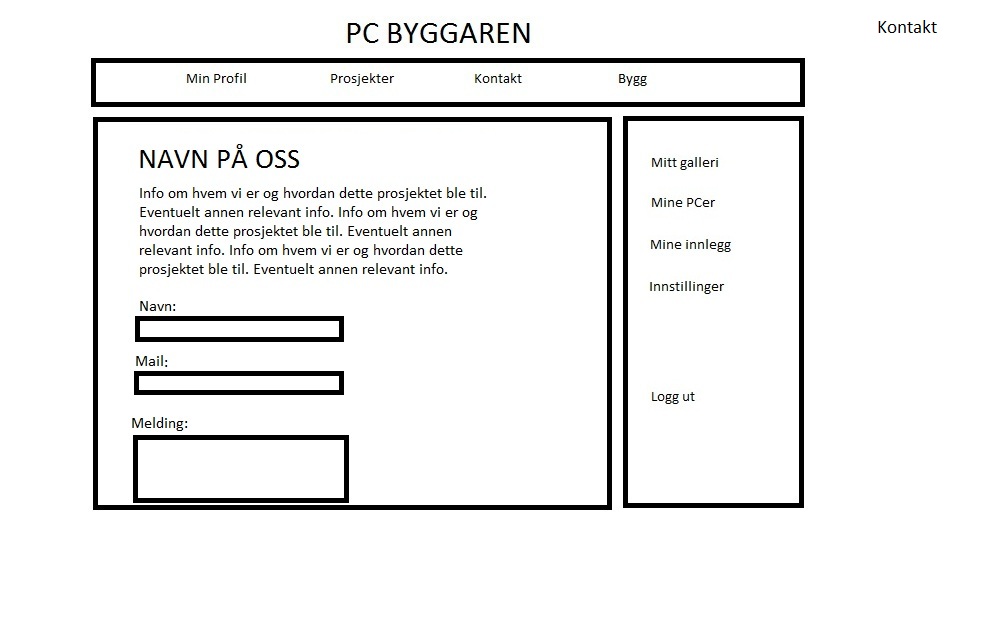 PC BYGGAREN
Kontakt
Min Profil
Prosjekter
Kontakt
Bygg
NAVN PÅ OSS
Info om hvem vi er og hvordan dette prosjektet ble til.
Eventuelt annen relevant info. Info om hvem vi er og
hvordan dette prosjektet ble til. Eventuelt annen
relevant info. Info om hvem vi er og hvordan dette
prosjektet ble til. Eventuelt annen relevant info.
Navn:
Mail:
Melding:
Mitt galleri
Mine PCer
Mine innlegg
Innstillinger
Logg ut